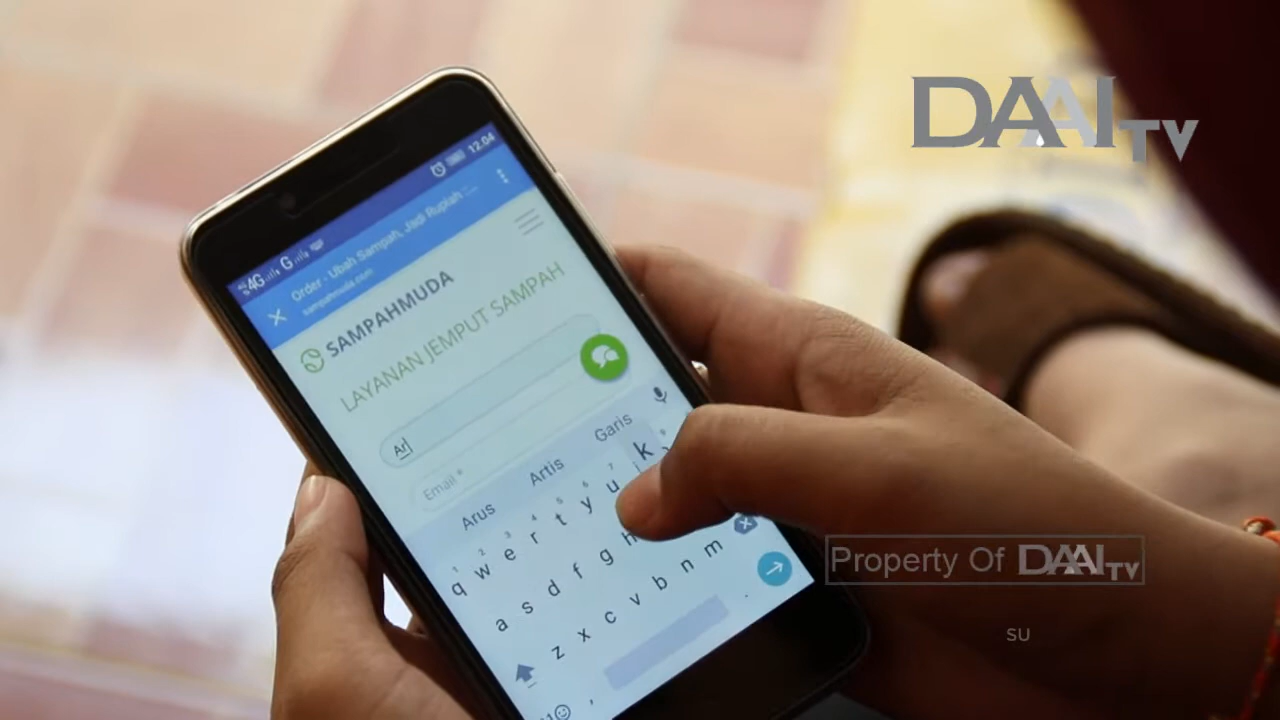 DAAI TV
4G G 12.04
Order - Ubah Sampah, Jadi Rupiah -...
sampahmuda.com
SAMPAHMUDA
LAYANAN JEMPUT SAMPAH
Ar
Email *
Arus Artis Garis
q w e r t y u
a s d f g h k
z x c v b n m
Property Of DAAI TV
SU